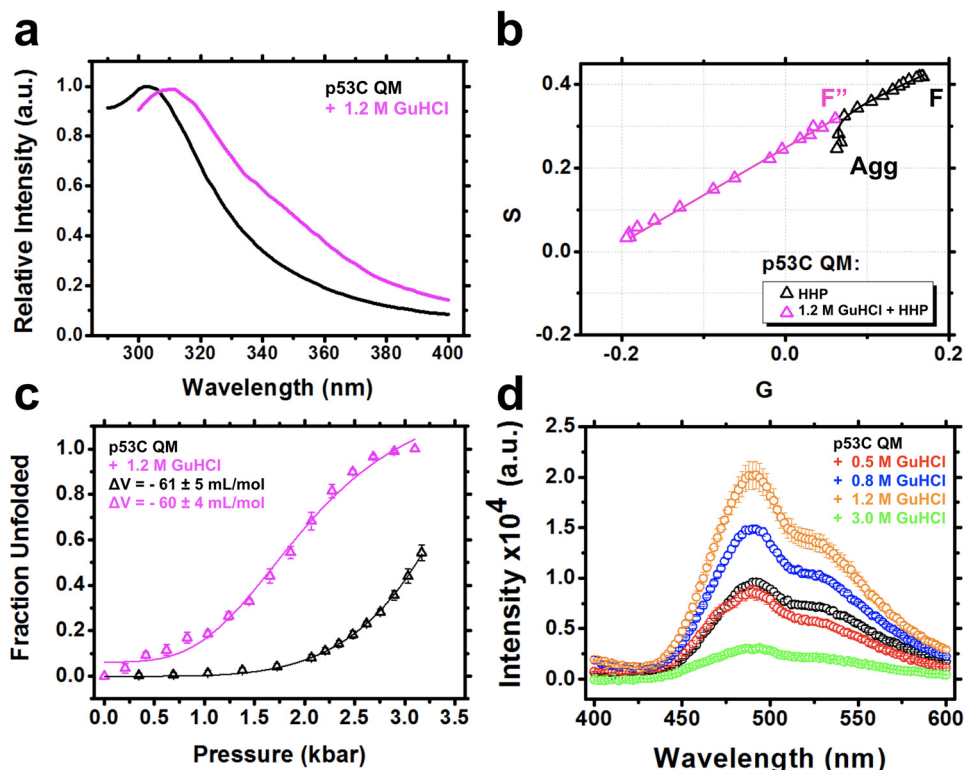 a
Relative Intensity (a.u.)
1.0
0.8
0.6
0.4
0.2
0.0
300 320 340 360 380 400
Wavelength (nm)
p53C QM
+ 1.2 M GuHCl
b
S
0.4
0.2
0.0
-0.2
-0.2 0.0 0.2
G
F”
F
Agg
p53C QM:
HHP
1.2 M GuHCl + HHP
c
Fraction Unfolded
1.0
0.8
0.6
0.4
0.2
0.0
0.0 0.5 1.0 1.5 2.0 2.5 3.0 3.5
Pressure (kbar)
p53C QM
+ 1.2 M GuHCl
ΔV = - 61 ± 5 mL/mol
ΔV = - 60 ± 4 mL/mol
d
Intensity x10⁴ (a.u.)
2.5
2.0
1.5
1.0
0.5
0.0
400 450 500 550 600
Wavelength (nm)
p53C QM
+ 0.5 M GuHCl
+ 0.8 M GuHCl
+ 1.2 M GuHCl
+ 3.0 M GuHCl